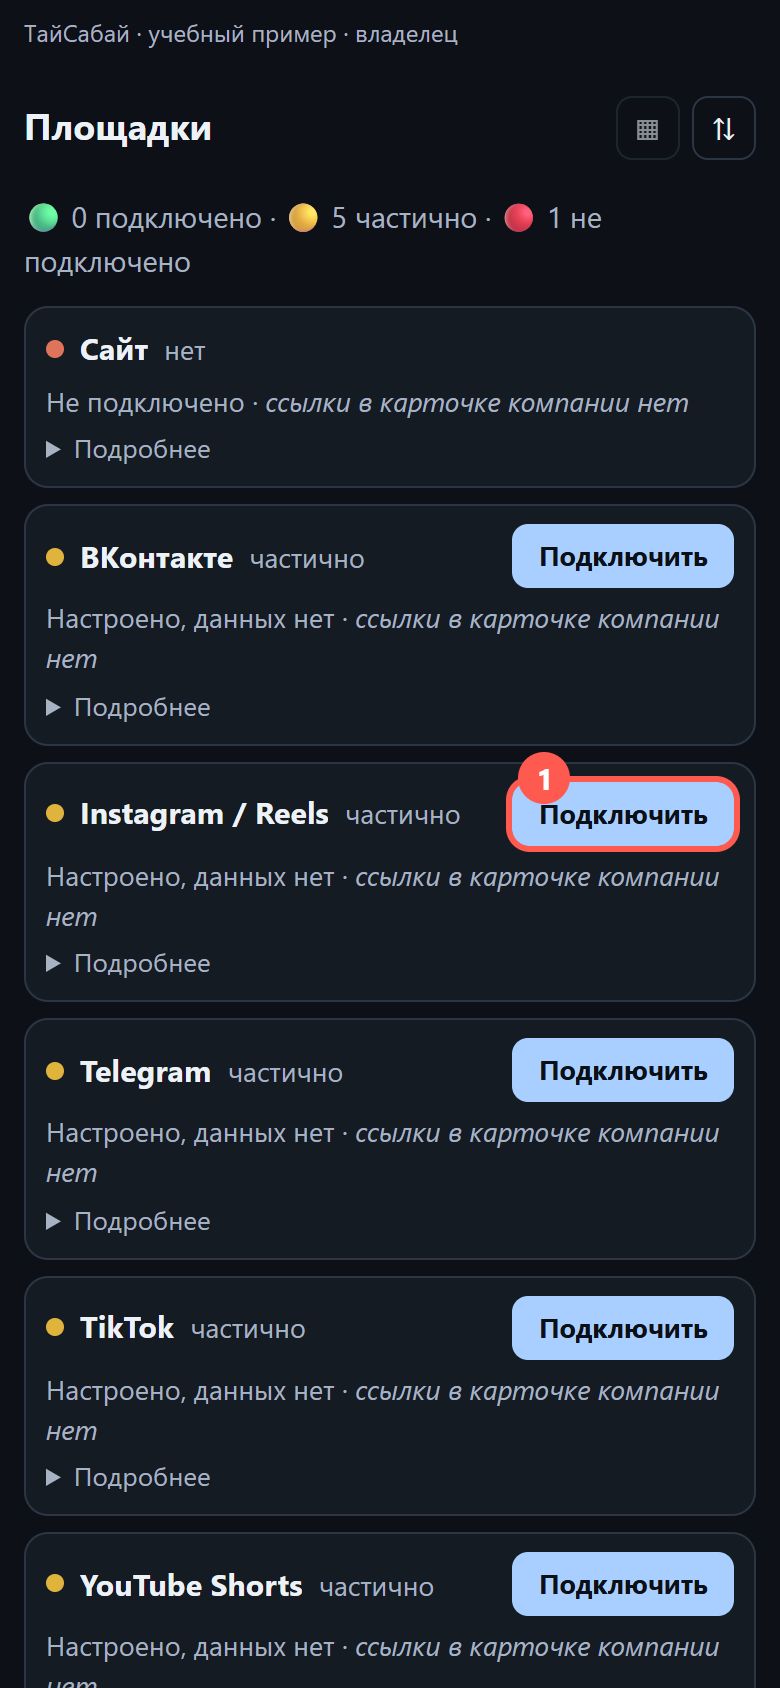 ТайСабай · учебный пример · владелец
Площадки
0 подключено · 5 частично · 1 не
подключено
Сайт нет
Не подключено · ссылки в карточке компании нет
Подробнее
ВКонтакте частично Подключить
Настроено, данных нет · ссылки в карточке компании
нет
Подробнее
1
Instagram / Reels частично Подключить
Настроено, данных нет · ссылки в карточке компании
нет
Подробнее
Telegram частично Подключить
Настроено, данных нет · ссылки в карточке компании
нет
Подробнее
TikTok частично Подключить
Настроено, данных нет · ссылки в карточке компании
нет
Подробнее
YouTube Shorts частично Подключить
Настроено, данных нет · ссылки в карточке компании
нет